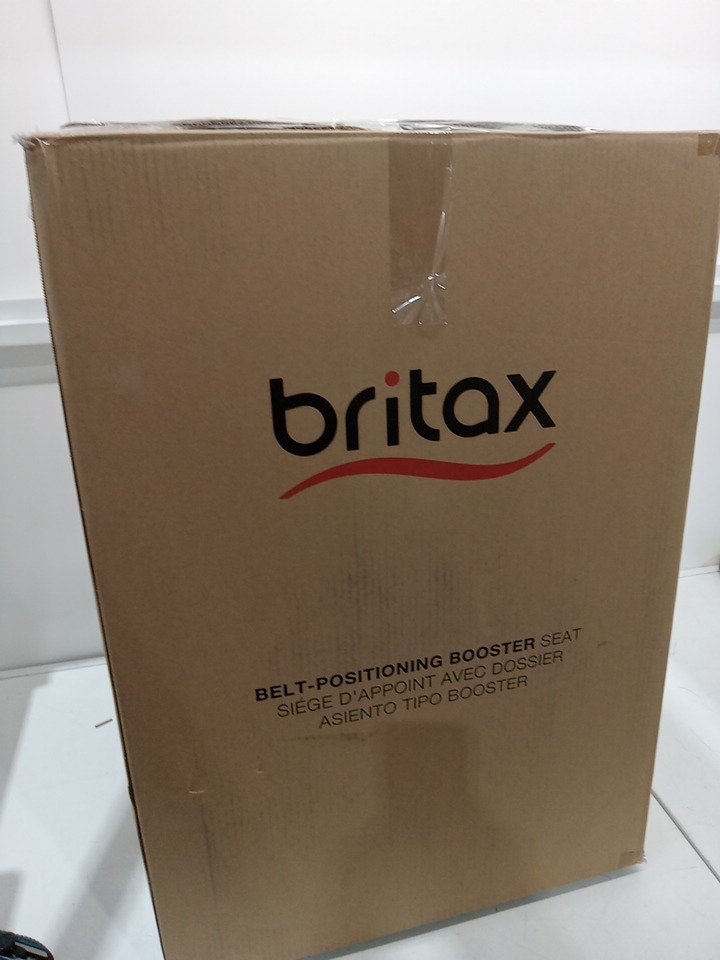 britax
BELT-POSITIONING BOOSTER SEAT
SIÈGE D'APPOINT AVEC DOSSIER
ASIENTO TIPO BOOSTER